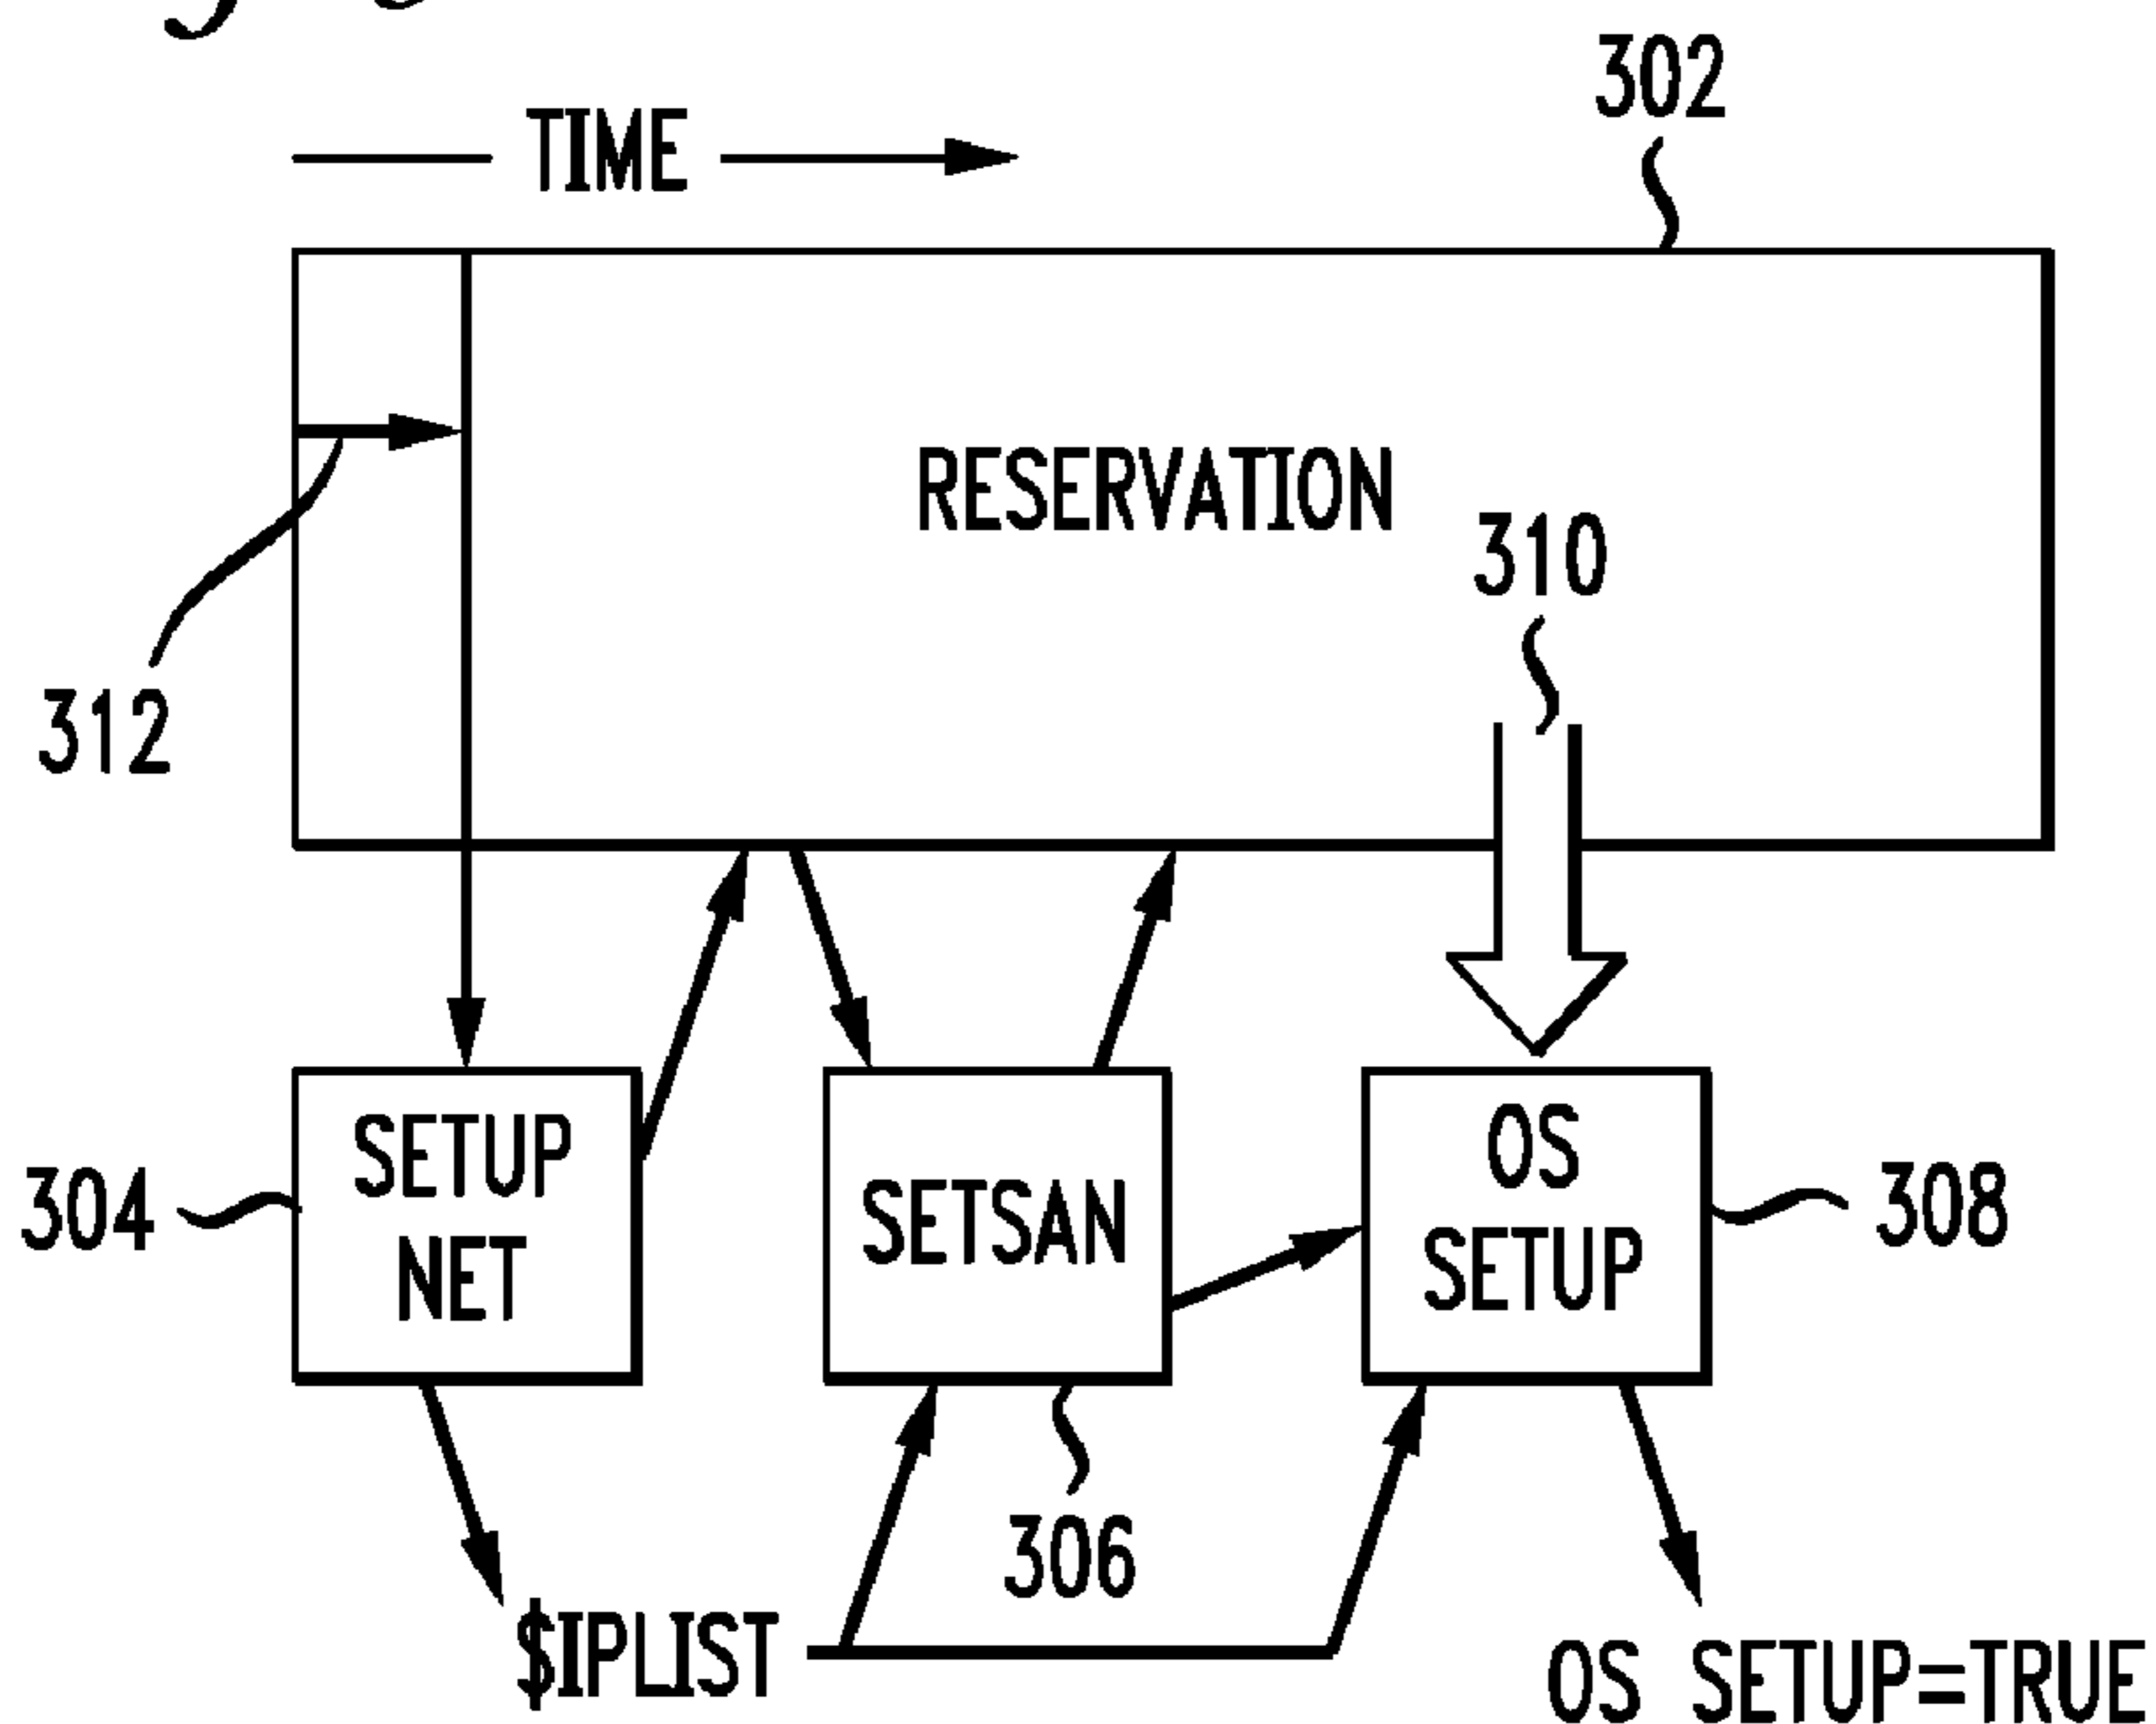 302
TIME
RESERVATION
310
312
SETUP
NET
SETSAN
OS
SETUP
304
308
306
$IPLIST
OS SETUP=TRUE